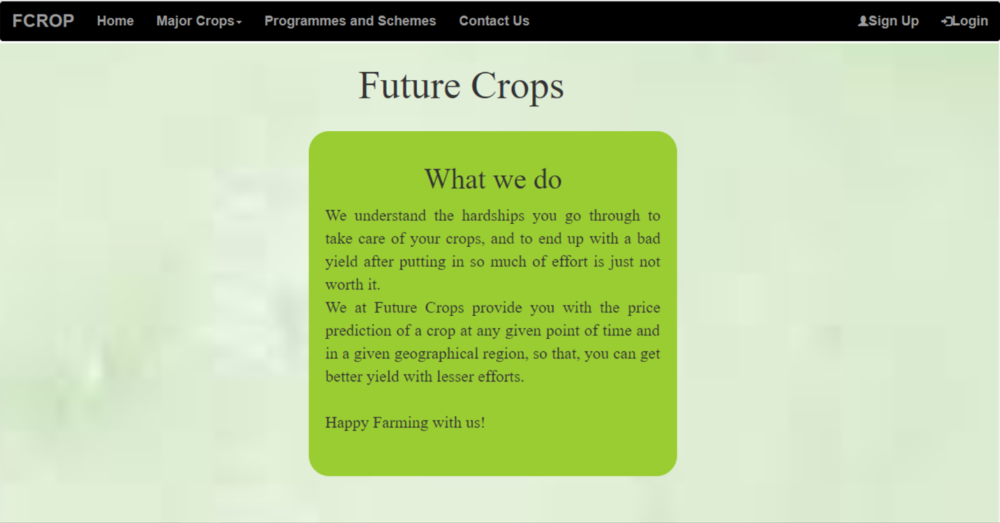 FCROP Home Major Crops Programmes and Schemes Contact Us Sign Up Login
Future Crops
What we do
We understand the hardships you go through to
take care of your crops, and to end up with a bad
yield after putting in so much of effort is just not
worth it.
We at Future Crops provide you with the price
prediction of a crop at any given point of time and
in a given geographical region, so that, you can get
better yield with lesser efforts.
Happy Farming with us!